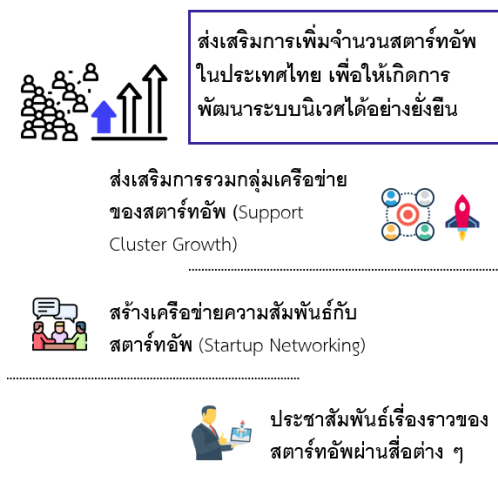 ส่งเสริมการเพิ่มจำนวนสตาร์ทอัพ
ในประเทศไทย เพื่อให้เกิดการ
พัฒนาระบบนิเวศได้อย่างยั่งยืน
ส่งเสริมการรวมกลุ่มเครือข่าย
ของสตาร์ทอัพ (Support
Cluster Growth)
สร้างเครือข่ายความสัมพันธ์กับ
สตาร์ทอัพ (Startup Networking)
ประชาสัมพันธ์เรื่องราวของ
สตาร์ทอัพผ่านสื่อต่าง ๆ